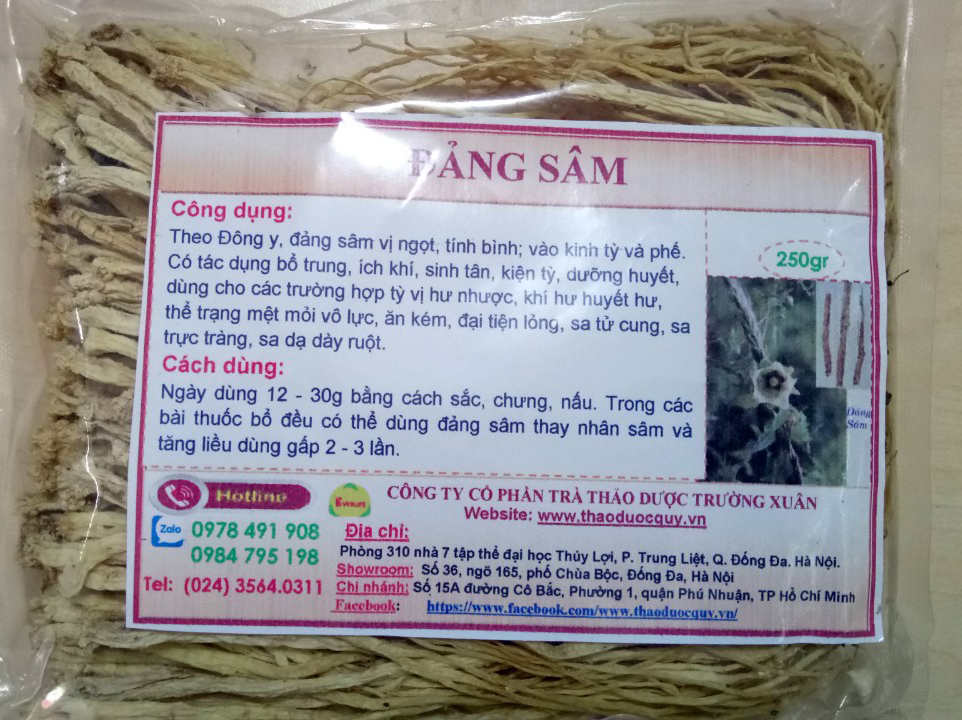 ĐẢNG SÂM
Công dụng:
Theo Đông y, đảng sâm vị ngọt, tính bình; vào kinh tỳ và phế.
Có tác dụng bổ trung, ích khí, sinh tân, kiện tỳ, dưỡng huyết,
dùng cho các trường hợp tỳ vị hư nhược, khí hư huyết hư,
thể trạng mệt mỏi vô lực, ăn kém, đại tiện lỏng, sa tử cung, sa
trực tràng, sa dạ dày ruột.
250gr
Đảng
Sâm
Cách dùng:
Ngày dùng 12 - 30g bằng cách sắc, chưng, nấu. Trong các
bài thuốc bổ đều có thể dùng đảng sâm thay nhân sâm và
tăng liều dùng gấp 2 - 3 lần.
Hotline
Zalo 0978 491 908
0984 795 198
Tel: (024) 3564.0311
EVERLIFE
CÔNG TY CỔ PHẦN TRÀ THẢO DƯỢC TRƯỜNG XUÂN
Website: www.thaoduocquy.vn
Địa chỉ:
Phòng 310 nhà 7 tập thể đại học Thủy Lợi, P. Trung Liệt, Q. Đống Đa. Hà Nội.
Showroom: Số 36, ngõ 165, phố Chùa Bộc, Đống Đa, Hà Nội
Chi nhánh: Số 15A đường Cô Bắc, Phường 1, quận Phú Nhuận, TP Hồ Chí Minh
Facebook: https://www.facebook.com/www.thaoduocquy.vn/